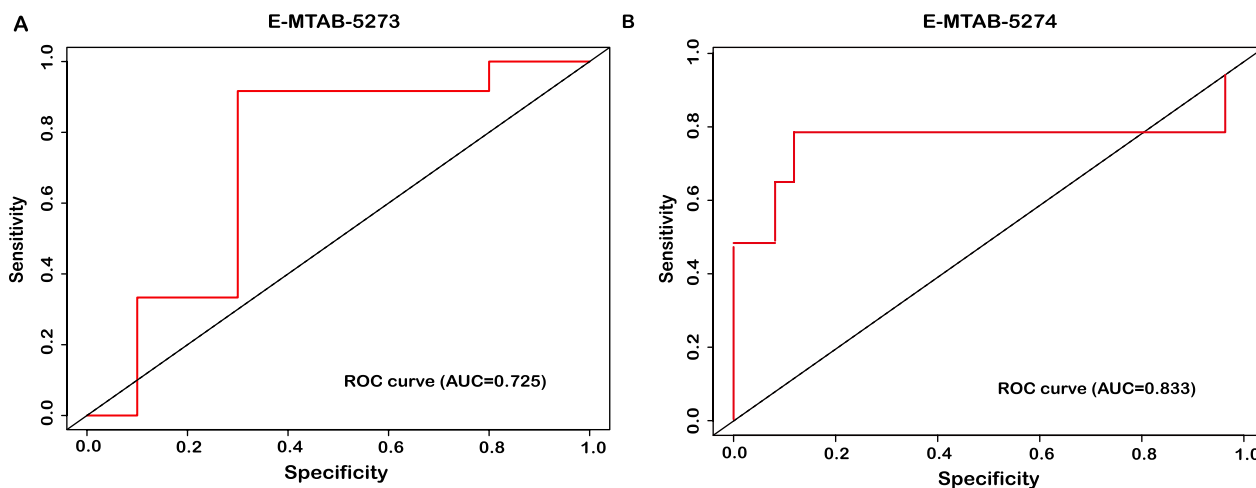 A
E-MTAB-5273
Sensitivity
1.0
0.8
0.6
0.4
0.2
0.0
ROC curve (AUC=0.725)
0.0 0.2 0.4 0.6 0.8 1.0
Specificity
B
E-MTAB-5274
Sensitivity
1.0
0.8
0.6
0.4
0.2
0.0
ROC curve (AUC=0.833)
0.0 0.2 0.4 0.6 0.8 1.0
Specificity